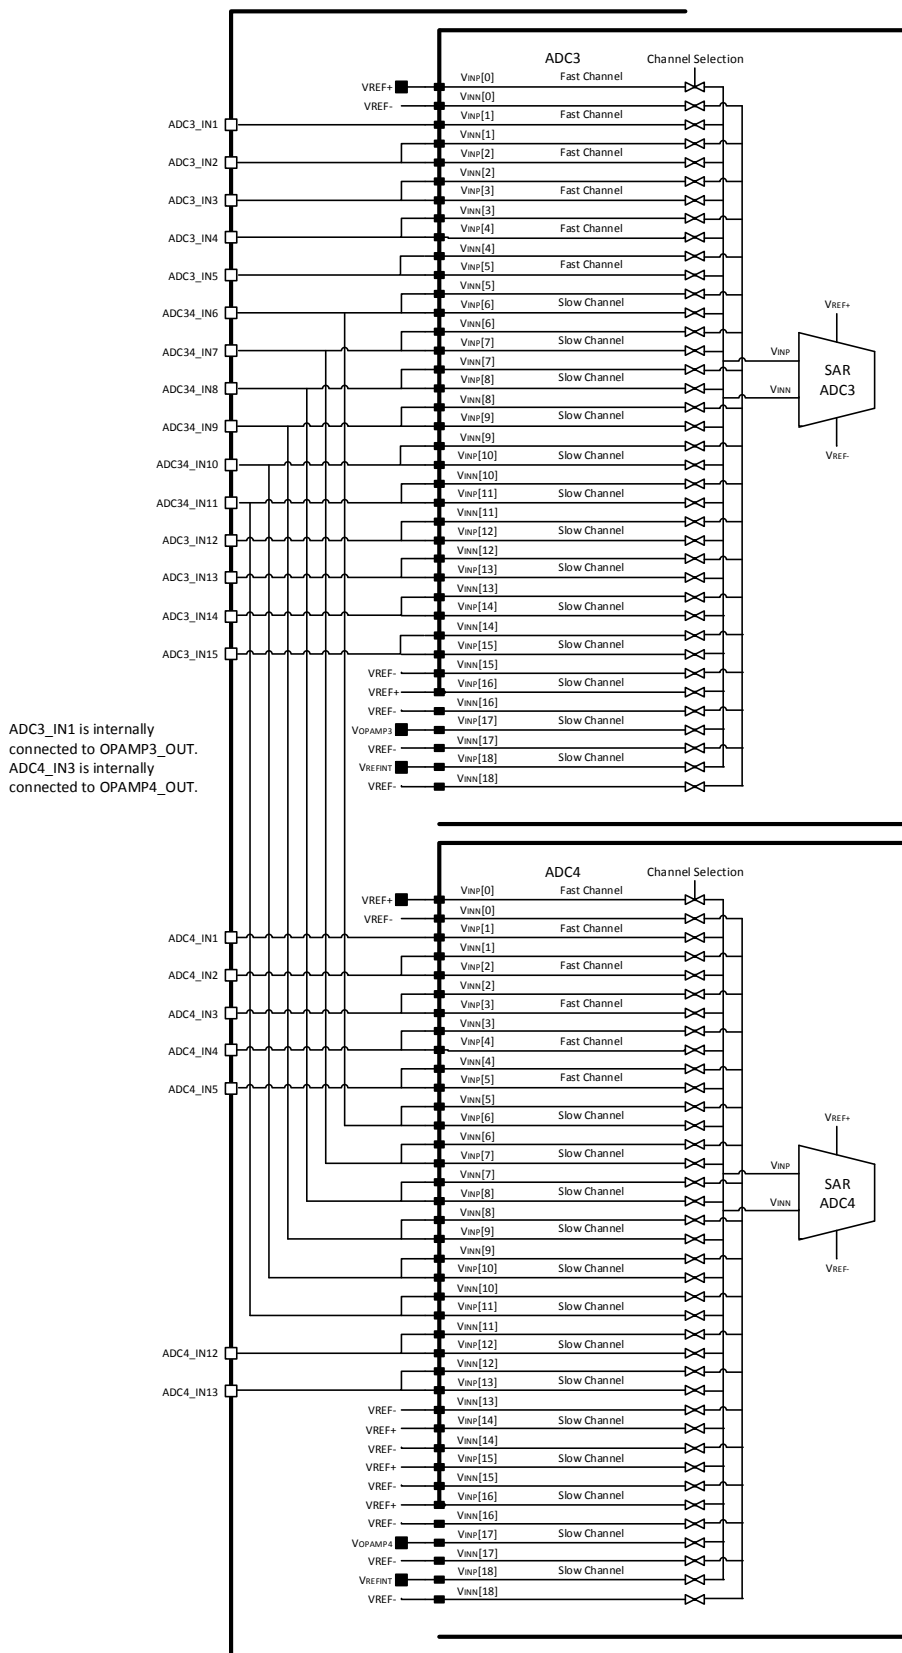 ADC3
Channel Selection
VINP[0]
Fast Channel
VREF+
VINN[0]
VREF-
VINP[1]
Fast Channel
ADC3_IN1
VINN[1]
VINP[2]
Fast Channel
ADC3_IN2
VINN[2]
VINP[3]
Fast Channel
ADC3_IN3
VINN[3]
VINP[4]
Fast Channel
ADC3_IN4
VINN[4]
VINP[5]
Fast Channel
ADC3_IN5
VINN[5]
VINP[6]
Slow Channel
VREF+
ADC34_IN6
VINN[6]
VINP[7]
Slow Channel
ADC34_IN7
VINP
VINN[7]
SAR
ADC3
VINP[8]
Slow Channel
ADC34_IN8
VINN
VINN[8]
VINP[9]
Slow Channel
ADC34_IN9
VINN[9]
VINP[10]
Slow Channel
VREF-
ADC34_IN10
VINN[10]
VINP[11]
Slow Channel
ADC34_IN11
VINN[11]
VINP[12]
Slow Channel
ADC3_IN12
VINN[12]
VINP[13]
Slow Channel
ADC3_IN13
VINN[13]
VINP[14]
Slow Channel
ADC3_IN14
VINN[14]
VINP[15]
Slow Channel
ADC3_IN15
VINN[15]
VREF-
VINP[16]
Slow Channel
VREF+
VINN[16]
VREF-
VINP[17]
Slow Channel
VOPAMP3
VINN[17]
VREF-
VINP[18]
Slow Channel
VREFINT
VINN[18]
VREF-
ADC3_IN1 is internally
connected to OPAMP3_OUT.
ADC4_IN3 is internally
connected to OPAMP4_OUT.
ADC4
Channel Selection
VINP[0]
Fast Channel
VREF+
VINN[0]
VREF-
VINP[1]
Fast Channel
ADC4_IN1
VINN[1]
VINP[2]
Fast Channel
ADC4_IN2
VINN[2]
VINP[3]
Fast Channel
ADC4_IN3
VINN[3]
VINP[4]
Fast Channel
ADC4_IN4
VINN[4]
VINP[5]
Fast Channel
ADC4_IN5
VINN[5]
VINP[6]
Slow Channel
VREF+
VINN[6]
VINP[7]
Slow Channel
VINP
VINN[7]
SAR
ADC4
VINP[8]
Slow Channel
VINN
VINN[8]
VINP[9]
Slow Channel
VINN[9]
VINP[10]
Slow Channel
VREF-
VINN[10]
VINP[11]
Slow Channel
VINN[11]
VINP[12]
Slow Channel
ADC4_IN12
VINN[12]
VINP[13]
Slow Channel
ADC4_IN13
VINN[13]
VREF-
VINP[14]
Slow Channel
VREF+
VINN[14]
VREF-
VINP[15]
Slow Channel
VREF+
VINN[15]
VREF-
VINP[16]
Slow Channel
VREF+
VINN[16]
VREF-
VINP[17]
Slow Channel
VOPAMP4
VINN[17]
VREF-
VINP[18]
Slow Channel
VREFINT
VINN[18]
VREF-